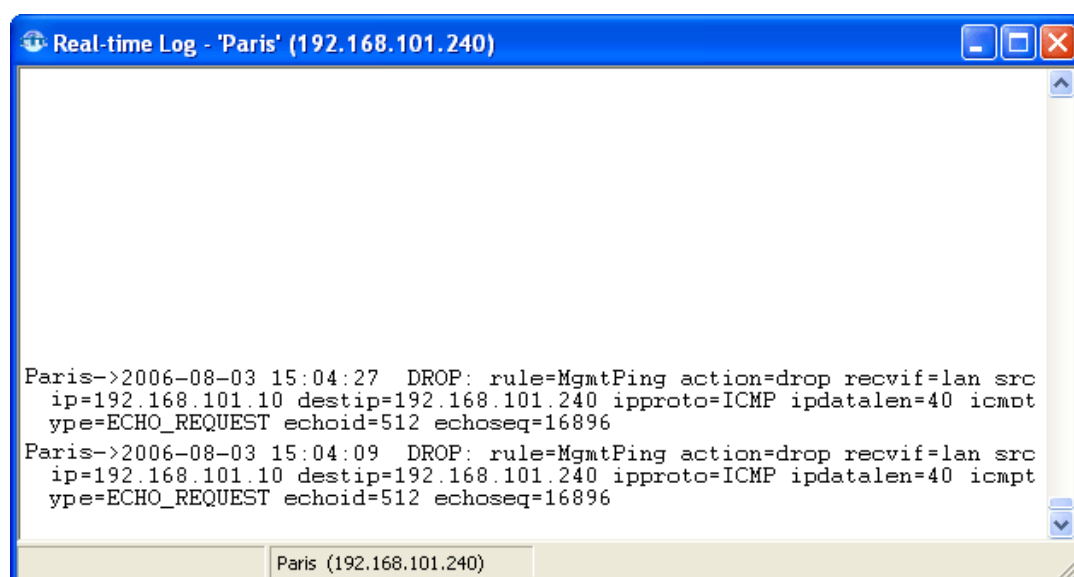 Real-time Log - 'Paris' (192.168.101.240)
Paris->2006-08-03 15:04:27  DROP: rule=MgmtPing action=drop recvif=lan src
ip=192.168.101.10 destip=192.168.101.240 ipproto=ICMP ipdatalen=40 icmpt
ype=ECHO_REQUEST echoid=512 echoseq=16896
Paris->2006-08-03 15:04:09  DROP: rule=MgmtPing action=drop recvif=lan src
ip=192.168.101.10 destip=192.168.101.240 ipproto=ICMP ipdatalen=40 icmpt
ype=ECHO_REQUEST echoid=512 echoseq=16896
Paris (192.168.101.240)